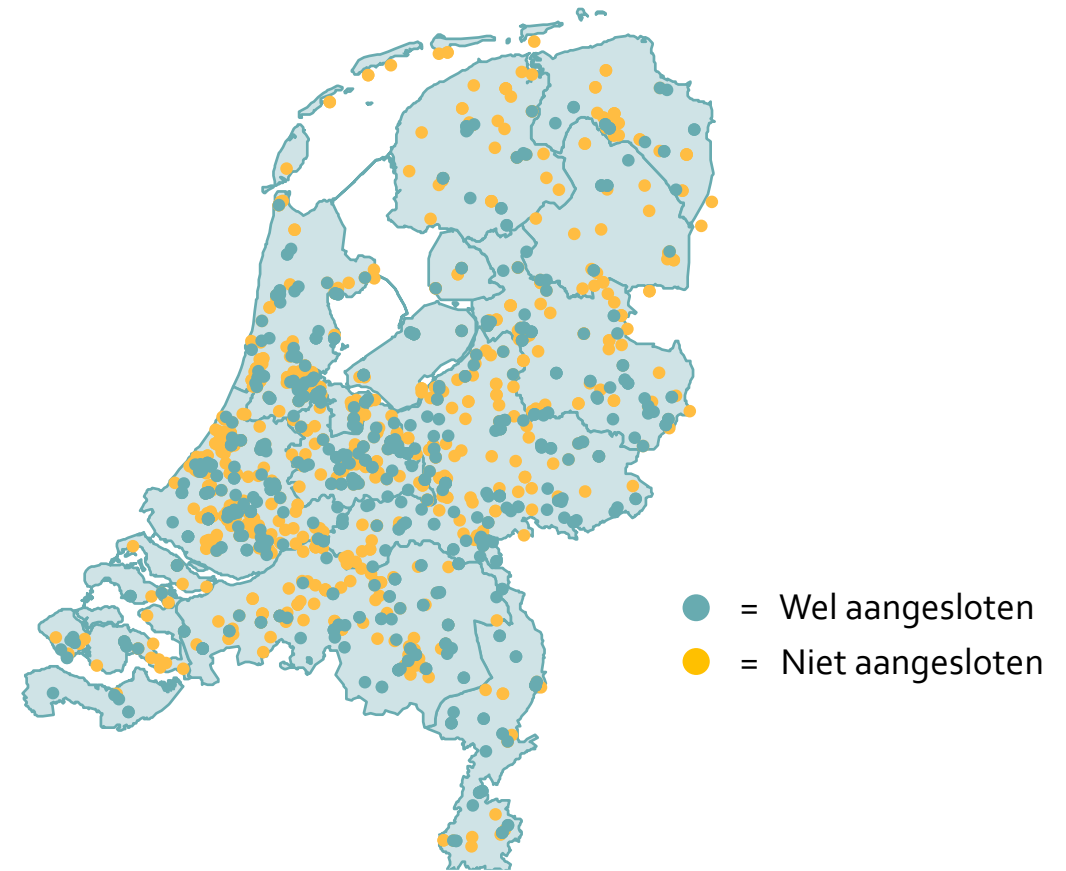 = Wel aangesloten
= Niet aangesloten